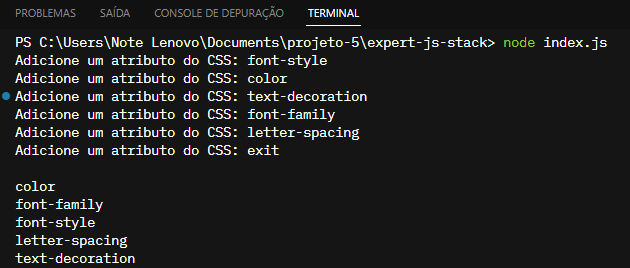 PROBLEMAS SAÍDA CONSOLE DE DEPURAÇÃO TERMINAL
PS C:\Users\Note Lenovo\Documents\projeto-5\expert-js-stack> node index.js
Adicione um atributo do CSS: font-style
Adicione um atributo do CSS: color
Adicione um atributo do CSS: text-decoration
Adicione um atributo do CSS: font-family
Adicione um atributo do CSS: letter-spacing
Adicione um atributo do CSS: exit
color
font-family
font-style
letter-spacing
text-decoration